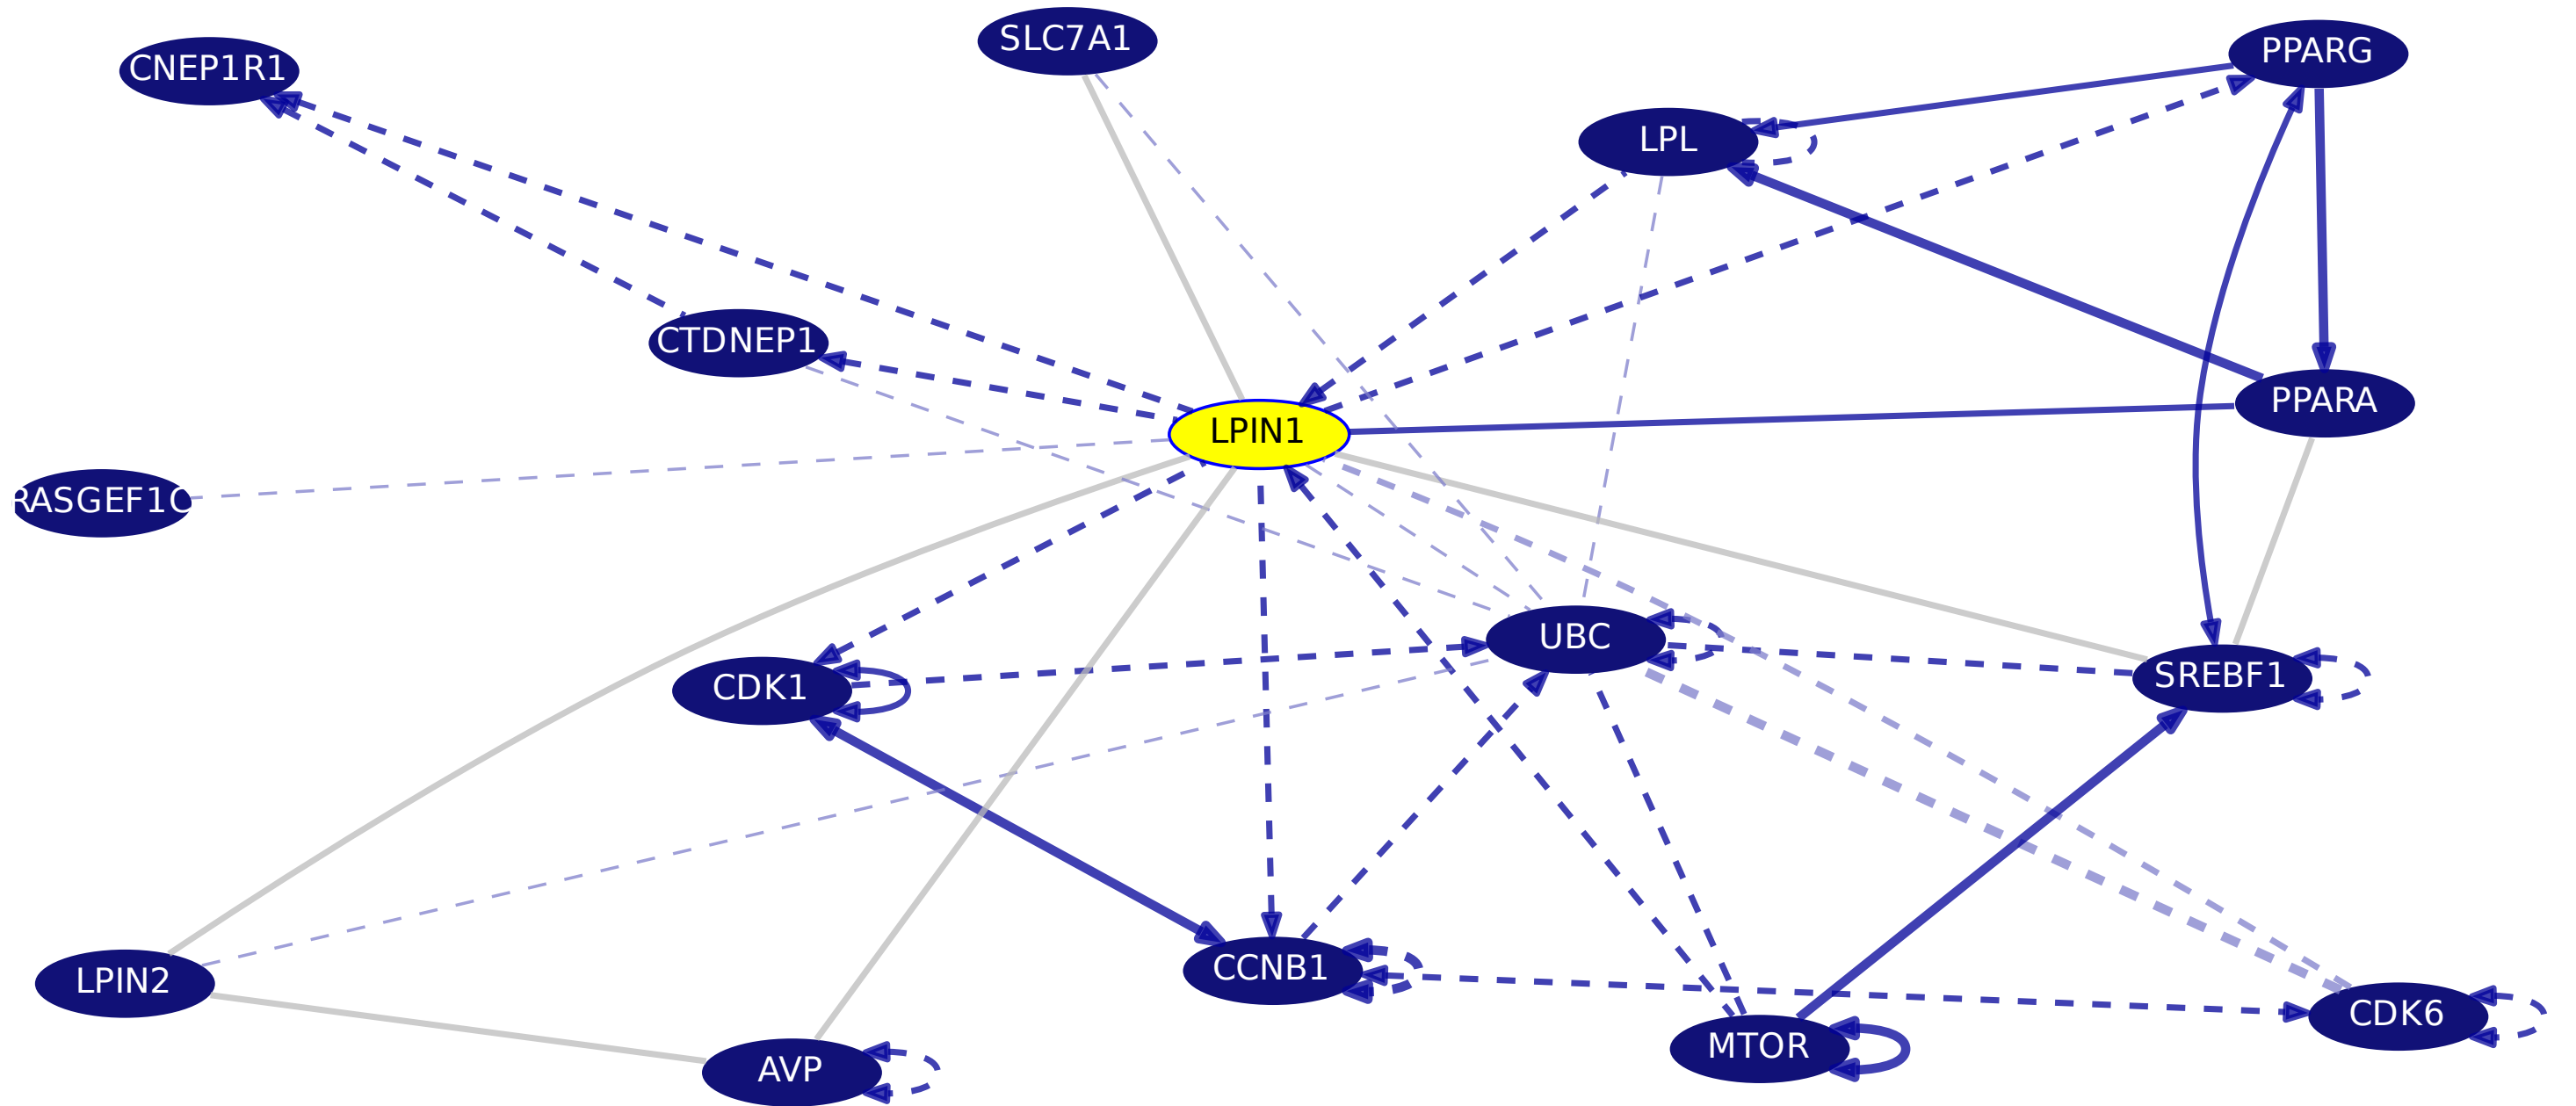 SLC7A1
PPARG
CNEP1R1
LPL
CTDNEP1
PPARA
LPIN1
RASGEF1C
UBC
SREBF1
CDK1
CCNB1
LPIN2
CDK6
MTOR
AVP